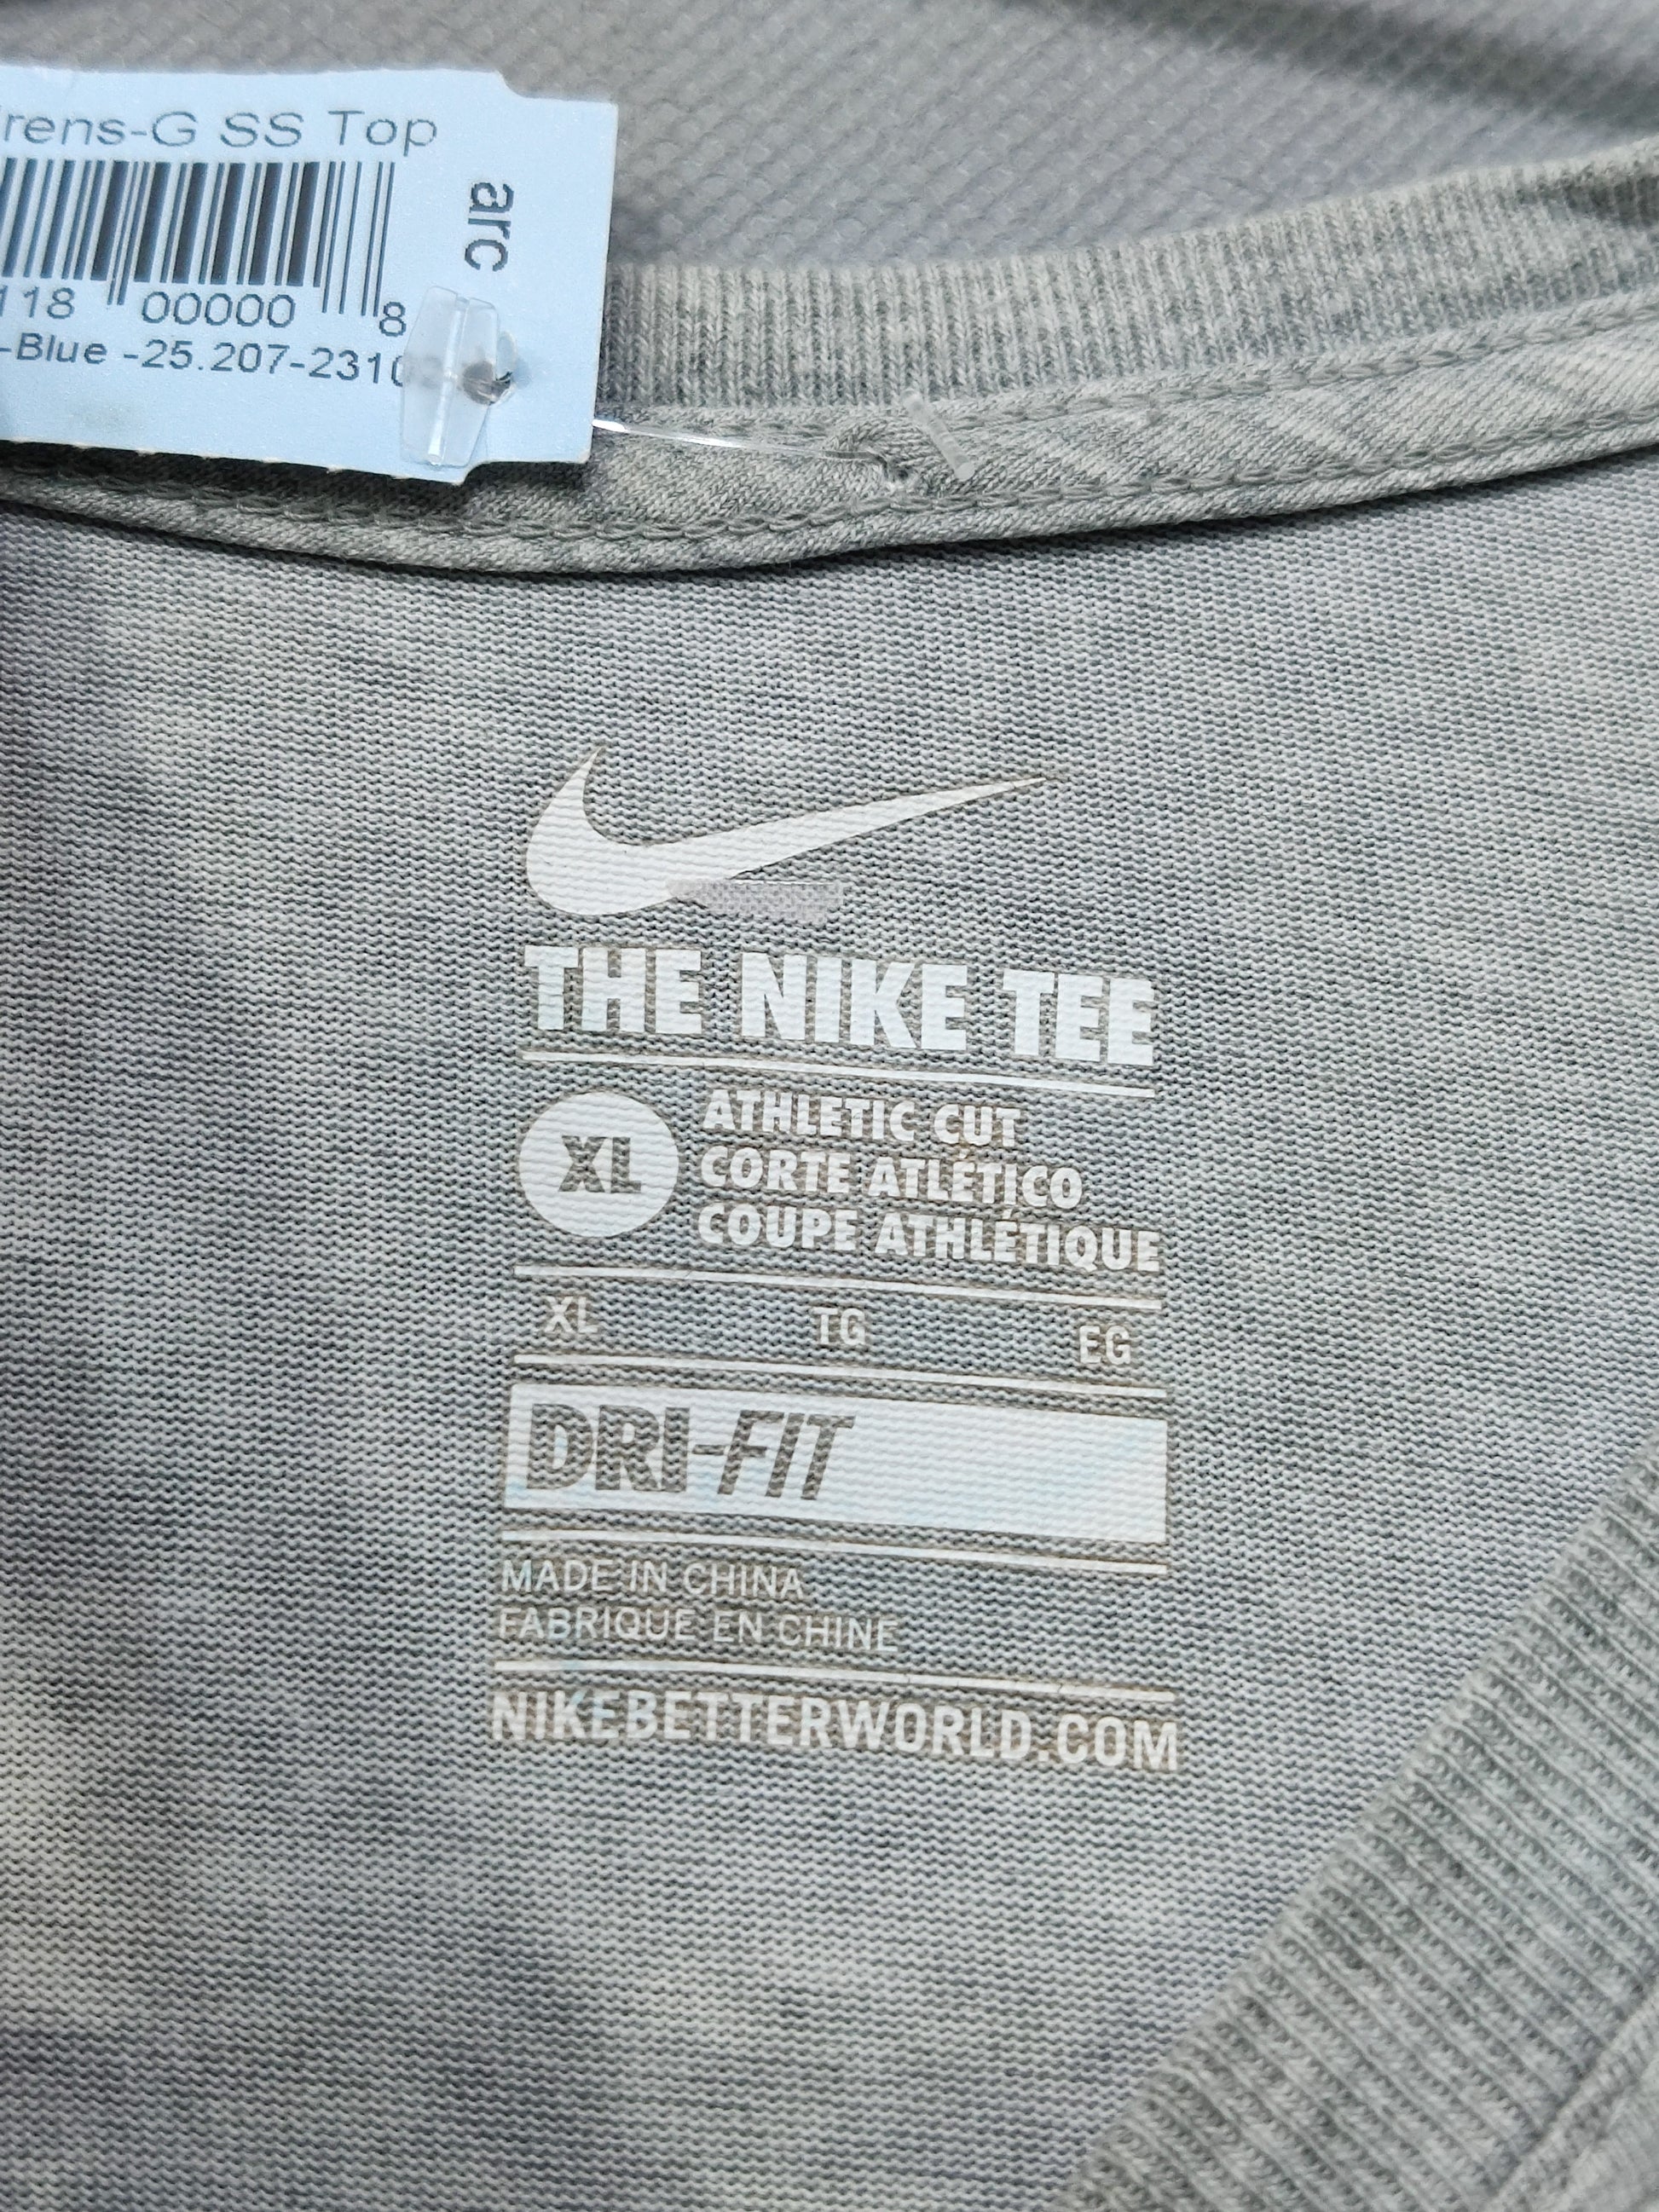 rens-G SS Top
arc
118 00000 8
-Blue -25.207-2310
THE NIKE TEE
XL
ATHLETIC CUT
CORTE ATLÉTICO
COUPE ATHLÉTIQUE
XL TG EG
DRI-FIT
MADE IN CHINA
FABRIQUE EN CHINE
NIKEBETTERWORLD.COM